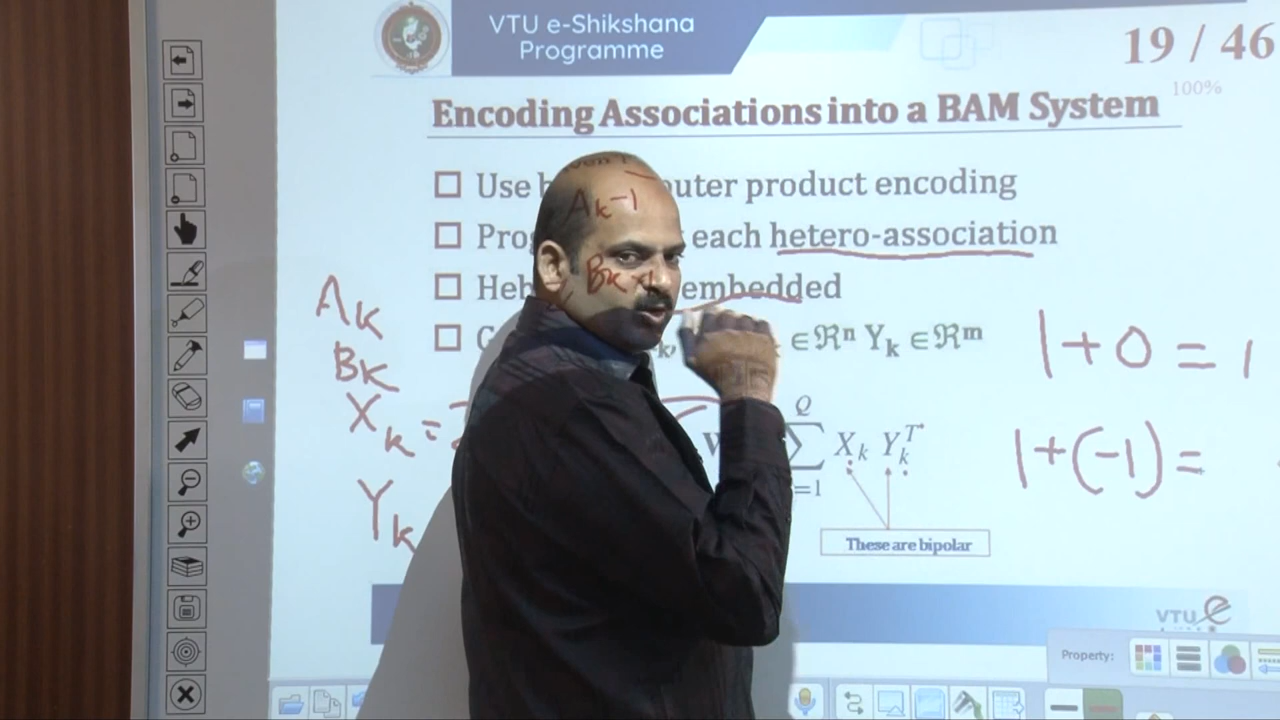 VTU e-Shikshana
Programme
19 / 46
100%
Encoding Associations into a BAM System
Use outer product encoding
each hetero-association
embedded
∈ℜⁿ Yₖ ∈ℜᵐ
Aₖ-1
Bₖ
Aₖ
Bₖ
Xₖ =
Yₖ
1+0 = 1
1+(-1) =
Q
∑ Xₖ Yₖᵀ
=1
These are bipolar
VTU e
Property: